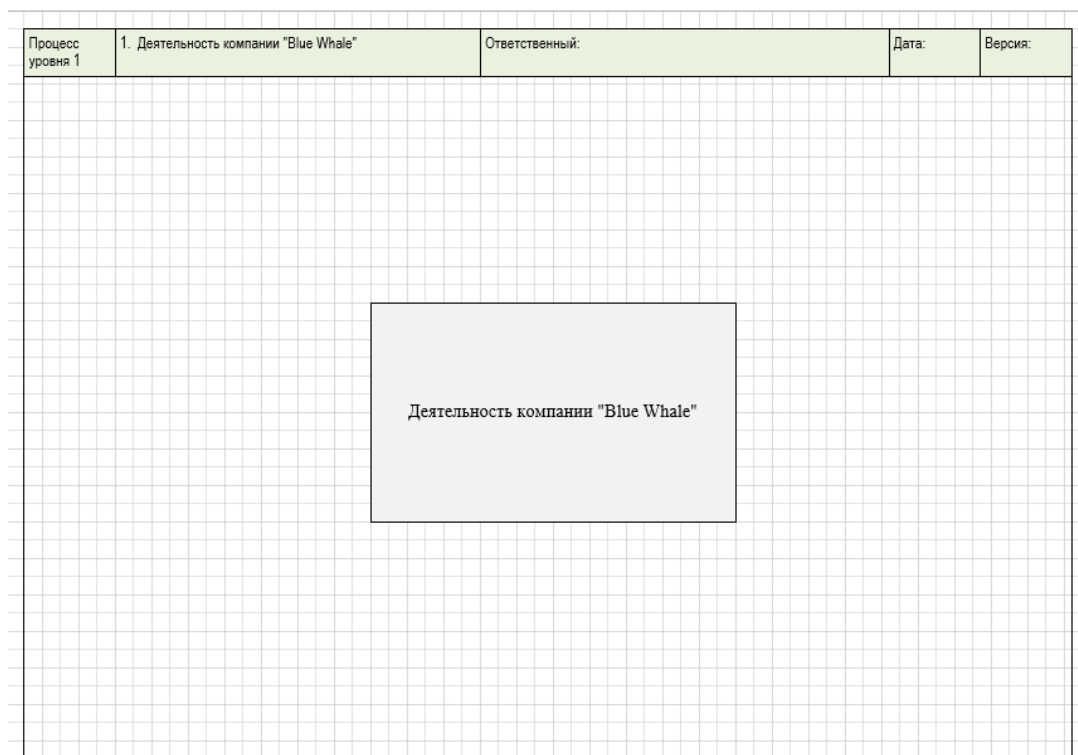 Процесс
уровня 1
1. Деятельность компании "Blue Whale"
Ответственный:
Дата:
Версия:
Деятельность компании "Blue Whale"